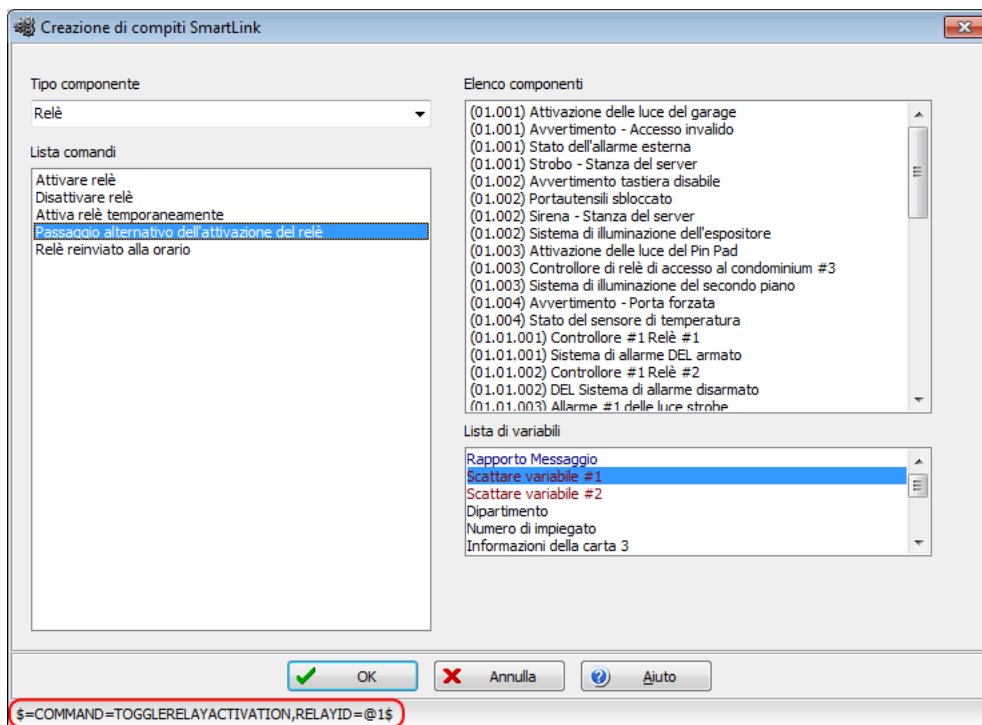 Creazione di compiti SmartLink
Tipo componente
Relè
Lista comandi
Attivare relè
Disattivare relè
Attiva relè temporaneamente
Passaggio alternativo dell'attivazione del relè
Relè reinviato alla orario
Elenco componenti
(01.001) Attivazione delle luce del garage
(01.001) Avvertimento - Accesso invalido
(01.001) Stato dell'allarme esterna
(01.001) Strobo - Stanza del server
(01.002) Avvertimento tastiera disabile
(01.002) Portautensili sbloccato
(01.002) Sirena - Stanza del server
(01.002) Sistema di illuminazione dell'espositore
(01.003) Attivazione delle luce del Pin Pad
(01.003) Controllore di relè di accesso al condominium #3
(01.003) Sistema di illuminazione del secondo piano
(01.004) Avvertimento - Porta forzata
(01.004) Stato del sensore di temperatura
(01.01.001) Controllore #1 Relè #1
(01.01.001) Sistema di allarme DEL armato
(01.01.002) Controllore #1 Relè #2
(01.01.002) DEL Sistema di allarme disarmato
(01.01.003) Allarme #1 delle luce strobe
Lista di variabili
Rapporto Messaggio
Scattare variabile #1
Scattare variabile #2
Dipartimento
Numero di impiegato
Informazioni della carta 3
OK
Annulla
Aiuto
$=COMMAND=TOGGLERELAYACTIVATION,RELAYID=@1$